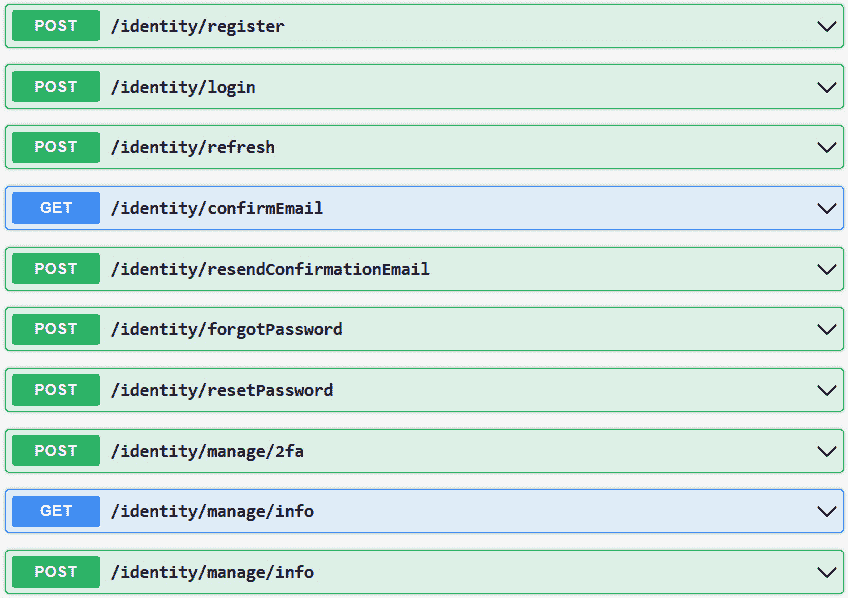 POST /identity/register
POST /identity/login
POST /identity/refresh
GET /identity/confirmEmail
POST /identity/resendConfirmationEmail
POST /identity/forgotPassword
POST /identity/resetPassword
POST /identity/manage/2fa
GET /identity/manage/info
POST /identity/manage/info